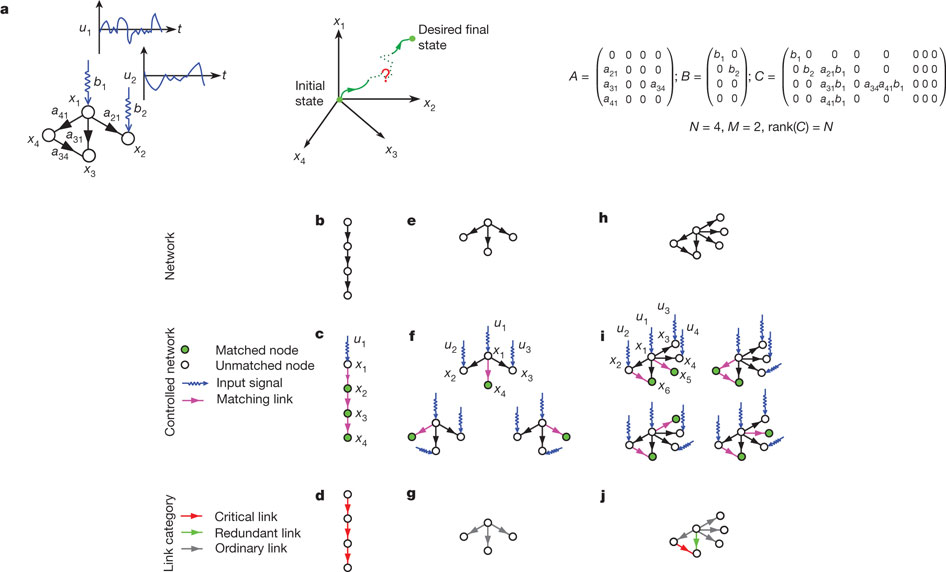 a
u1
t
u2
t
b1
b2
x1
a41
a21
a31
x4
a34
x2
x3
x1
Desired final
state
?
Initial
state
x2
x3
x4
A = ( 0 0 0 0 ; a21 0 0 0 ; a31 0 0 a34 ; a41 0 0 0 ); B = ( b1 0 ; 0 b2 ; 0 0 ; 0 0 ); C = ( b1 0 0 0 0 0 0 0 ; 0 b2 a21b1 0 0 0 0 0 ; 0 0 a31b1 0 a34a41b1 0 0 0 ; 0 0 a41b1 0 0 0 0 0 )
N = 4, M = 2, rank(C) = N
Network
b
e
h
Controlled network
Matched node
Unmatched node
Input signal
Matching link
c
u1
x1
x2
x3
x4
f
u1
u2
u3
x1
x2
x3
x4
i
u3
u1
u2
u4
x3
x1
x2
x4
x5
x6
Link category
Critical link
Redundant link
Ordinary link
d
g
j